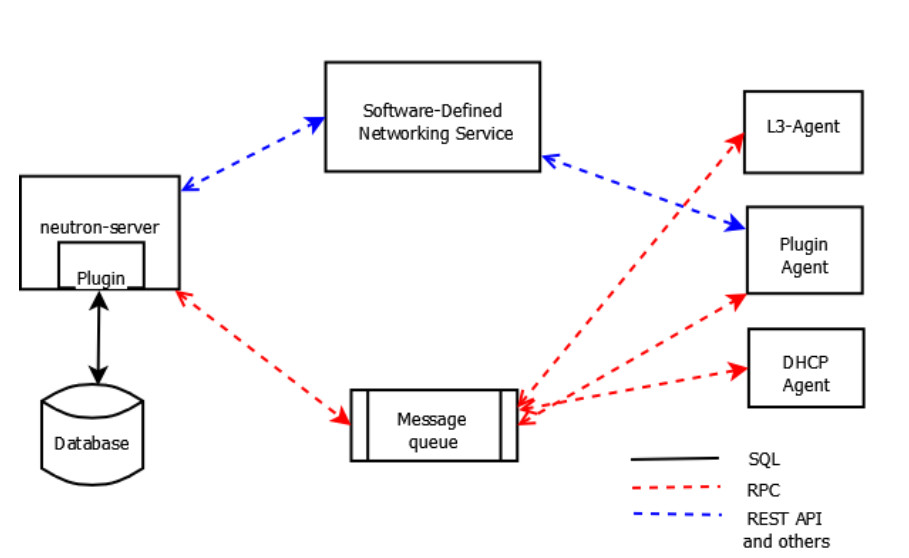 Software-Defined
Networking Service
L3-Agent
neutron-server
Plugin
Plugin
Agent
DHCP
Agent
Message
queue
Database
SQL
RPC
REST API
and others